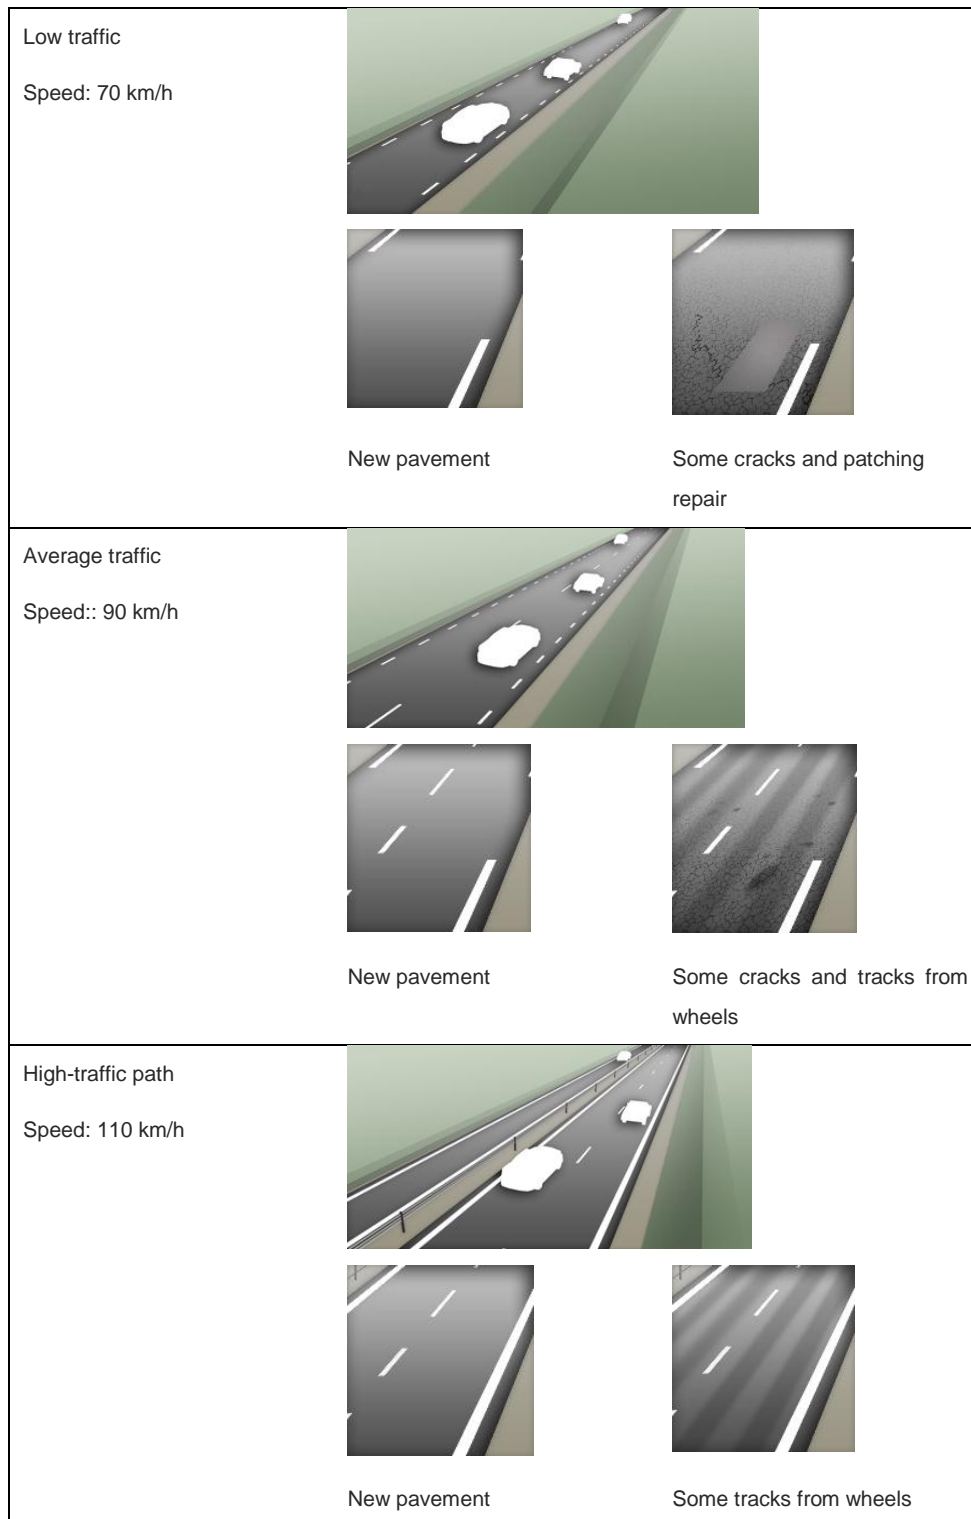 Low traffic
Speed: 70 km/h
New pavement
Some cracks and patching
repair
Average traffic
Speed:: 90 km/h
New pavement
Some cracks and tracks from
wheels
High-traffic path
Speed: 110 km/h
New pavement
Some tracks from wheels